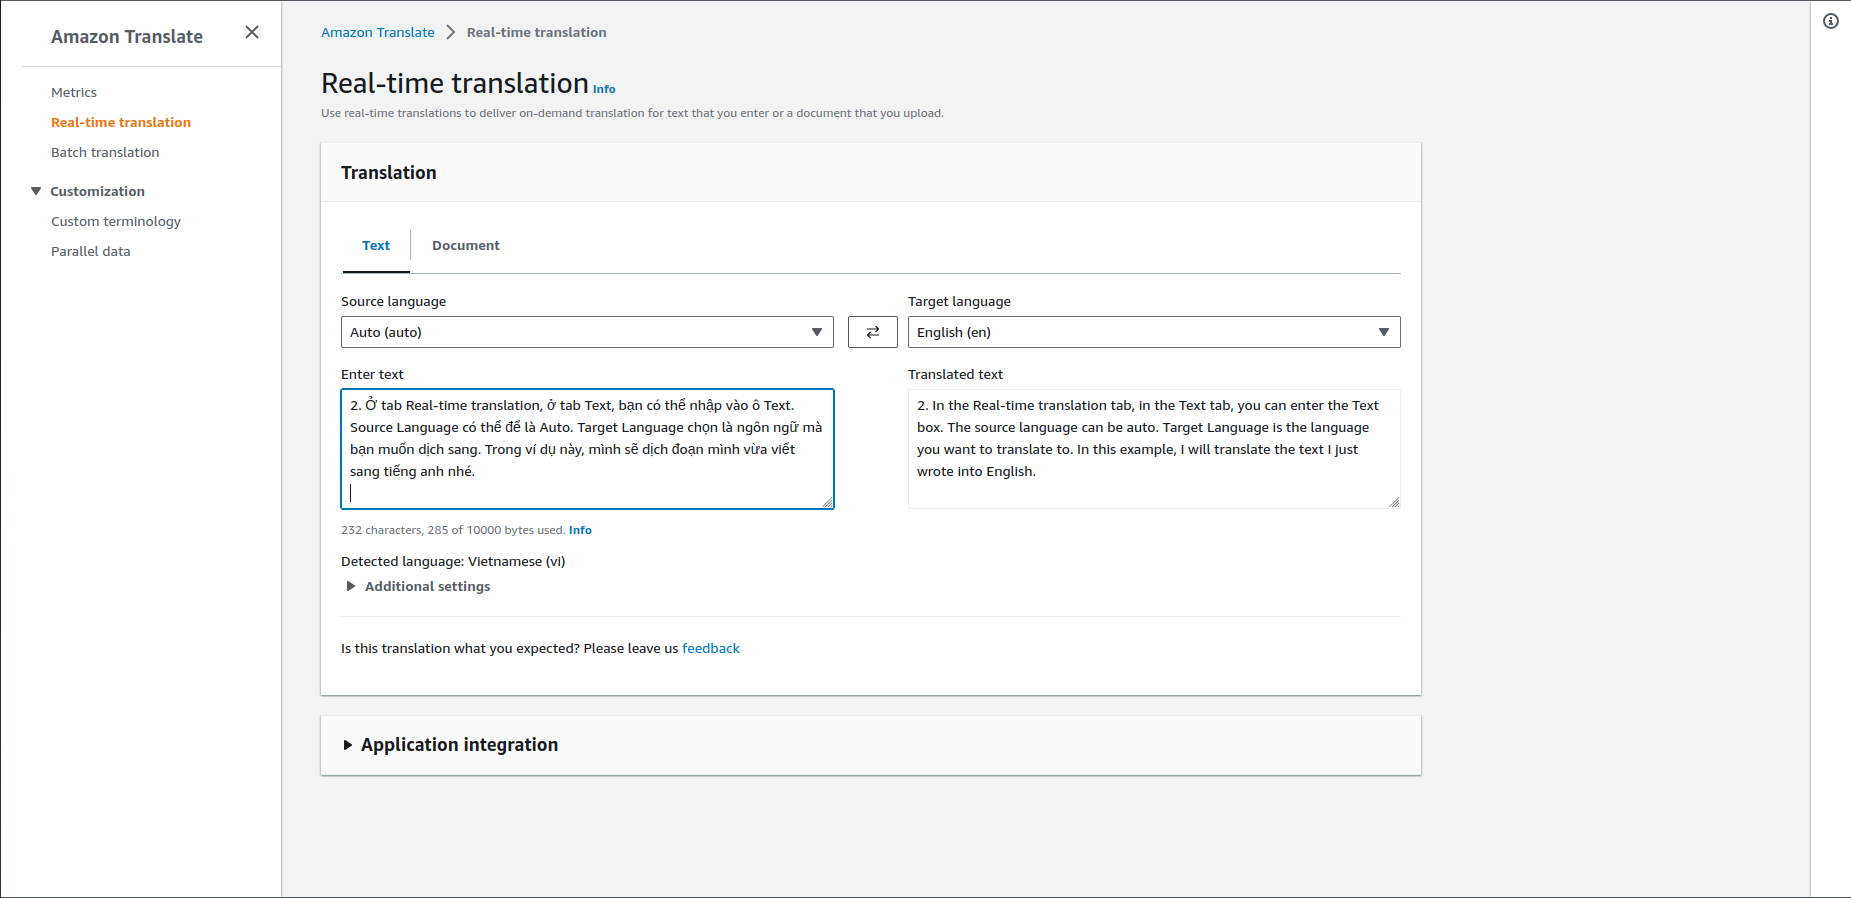 Amazon Translate
Metrics
Real-time translation
Batch translation
Customization
Custom terminology
Parallel data
Amazon Translate > Real-time translation
Real-time translation Info
Use real-time translations to deliver on-demand translation for text that you enter or a document that you upload.
Translation
Text Document
Source language
Auto (auto)
Target language
English (en)
Enter text
2. Ở tab Real-time translation, ở tab Text, bạn có thể nhập vào ô Text.
Source Language có thể để là Auto. Target Language chọn là ngôn ngữ mà
bạn muốn dịch sang. Trong ví dụ này, mình sẽ dịch đoạn mình vừa viết
sang tiếng anh nhé.
232 characters, 285 of 10000 bytes used. Info
Translated text
2. In the Real-time translation tab, in the Text tab, you can enter the Text
box. The source language can be auto. Target Language is the language
you want to translate to. In this example, I will translate the text I just
wrote into English.
Detected language: Vietnamese (vi)
Additional settings
Is this translation what you expected? Please leave us feedback
Application integration